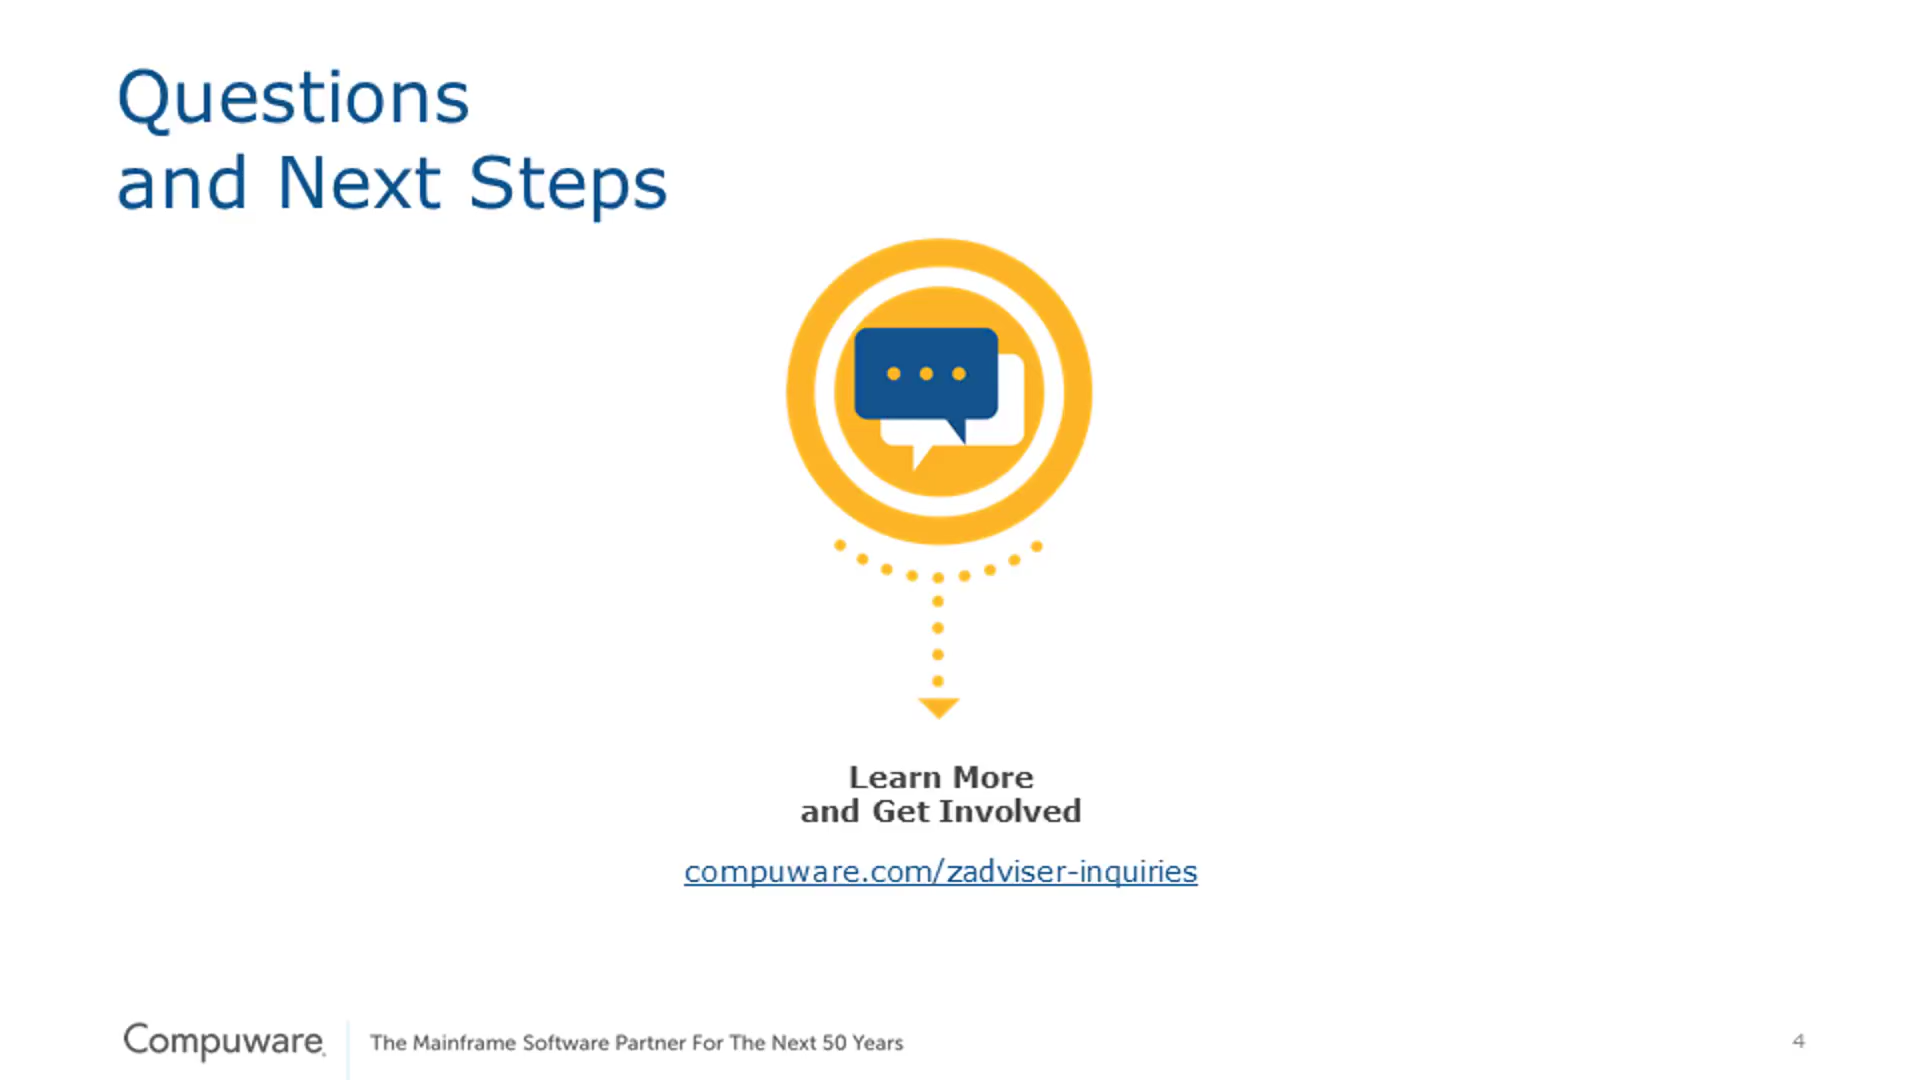 Questions
and Next Steps
Learn More
and Get Involved
compuware.com/zadviser-inquiries
Compuware.
The Mainframe Software Partner For The Next 50 Years
4